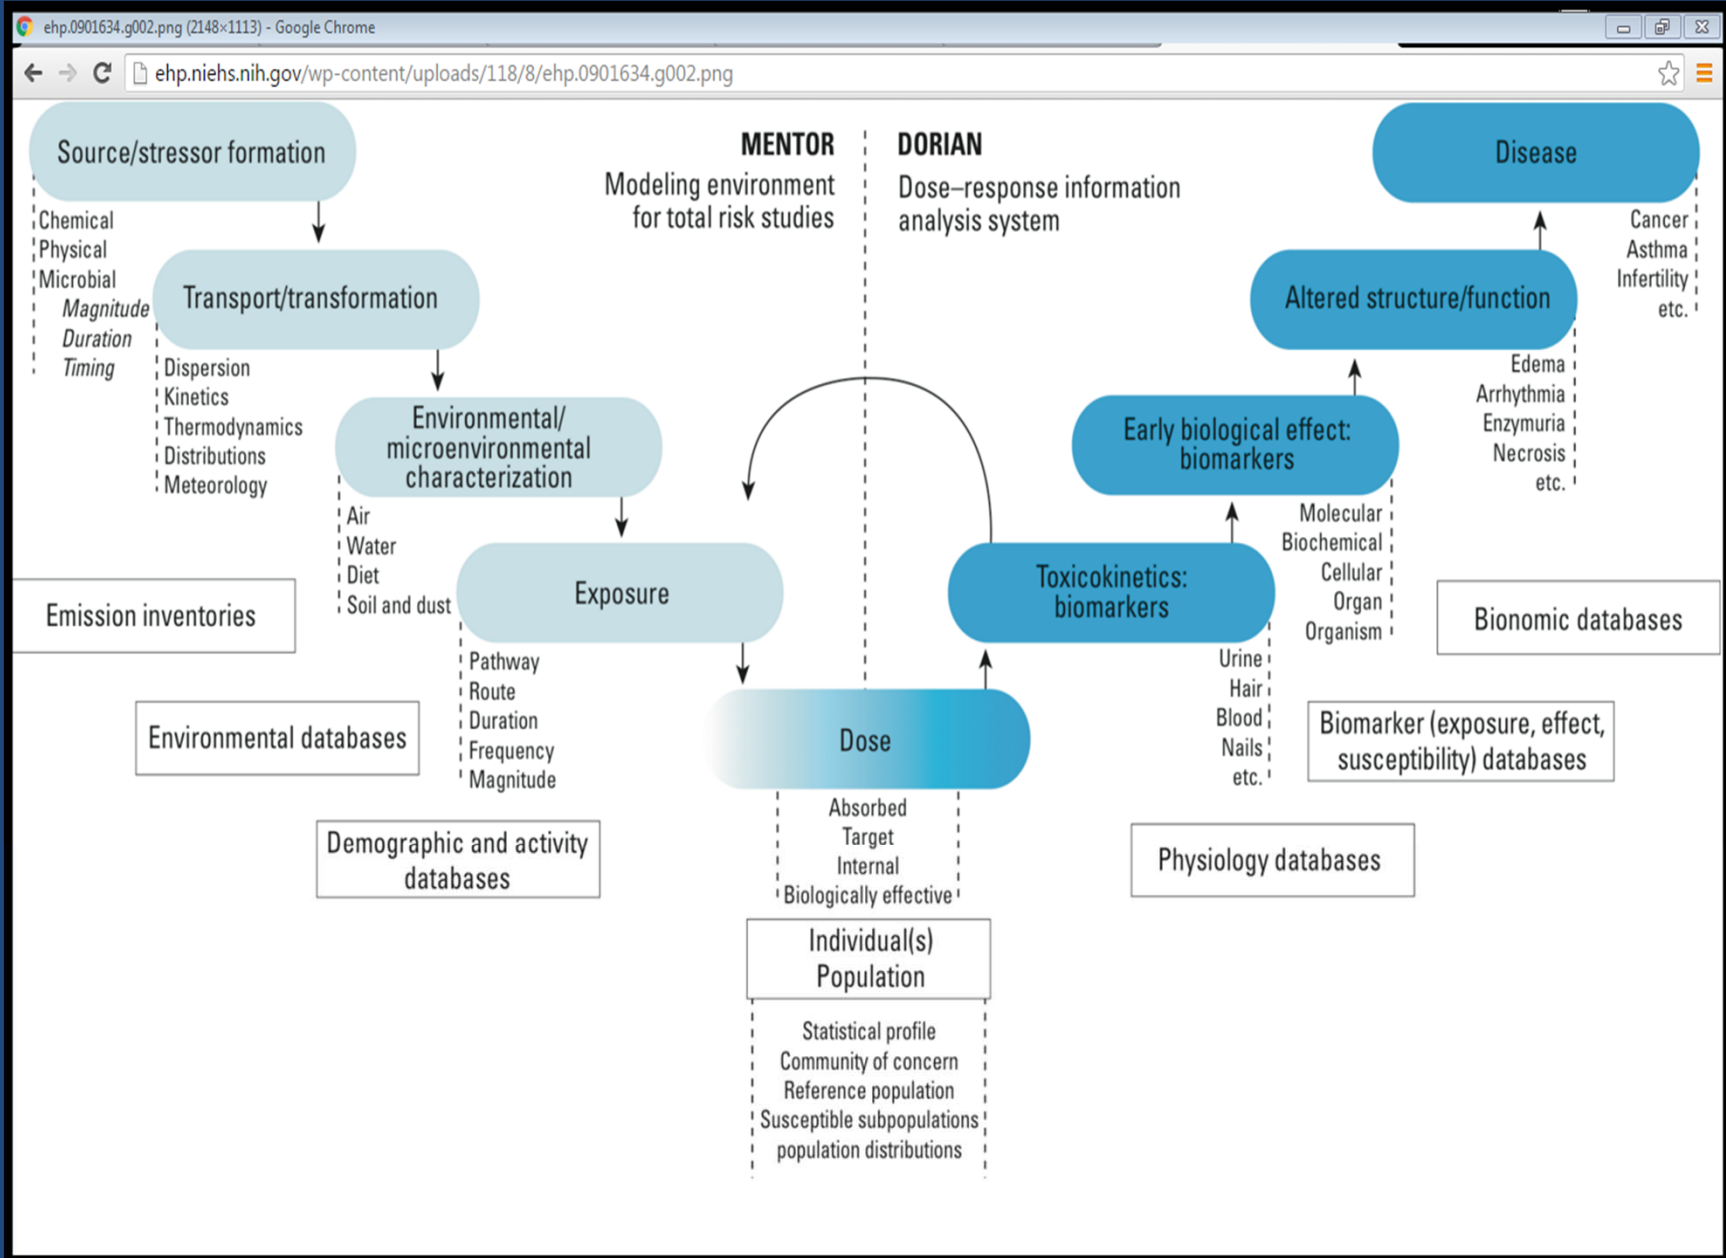 ehp.0901634.g002.png (2148×1113) - Google Chrome
ehp.niehs.nih.gov/wp-content/uploads/118/8/ehp.0901634.g002.png
Source/stressor formation
Chemical
Physical
Microbial
Magnitude
Duration
Timing
Transport/transformation
Dispersion
Kinetics
Thermodynamics
Distributions
Meteorology
Environmental/
microenvironmental
characterization
Air
Water
Diet
Soil and dust
Exposure
Pathway
Route
Duration
Frequency
Magnitude
MENTOR
Modeling environment
for total risk studies
DORIAN
Dose–response information
analysis system
Dose
Absorbed
Target
Internal
Biologically effective
Individual(s)
Population
Statistical profile
Community of concern
Reference population
Susceptible subpopulations
population distributions
Toxicokinetics:
biomarkers
Urine
Hair
Blood
Nails
etc.
Early biological effect:
biomarkers
Molecular
Biochemical
Cellular
Organ
Organism
Altered structure/function
Edema
Arrhythmia
Enzymuria
Necrosis
etc.
Disease
Cancer
Asthma
Infertility
etc.
Emission inventories
Environmental databases
Demographic and activity
databases
Physiology databases
Biomarker (exposure, effect,
susceptibility) databases
Bionomic databases